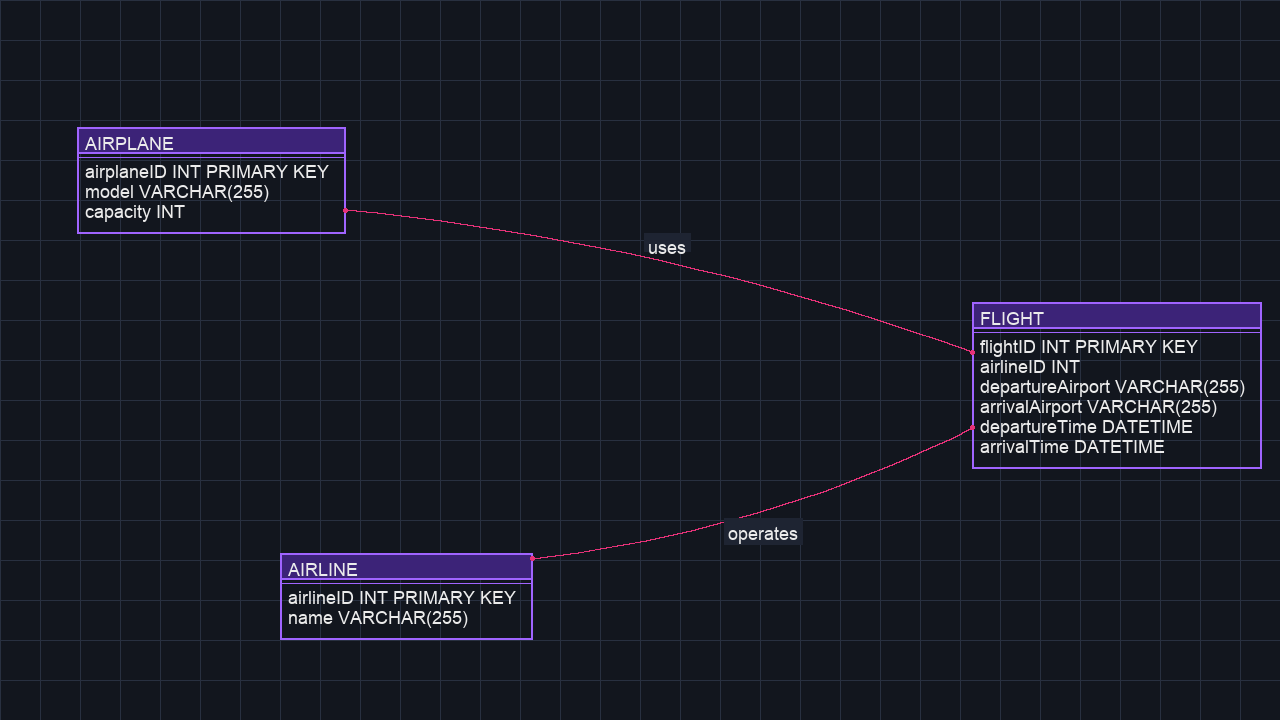 AIRPLANE
airplaneID INT PRIMARY KEY
model VARCHAR(255)
capacity INT
uses
FLIGHT
flightID INT PRIMARY KEY
airlineID INT
departureAirport VARCHAR(255)
arrivalAirport VARCHAR(255)
departureTime DATETIME
arrivalTime DATETIME
operates
AIRLINE
airlineID INT PRIMARY KEY
name VARCHAR(255)